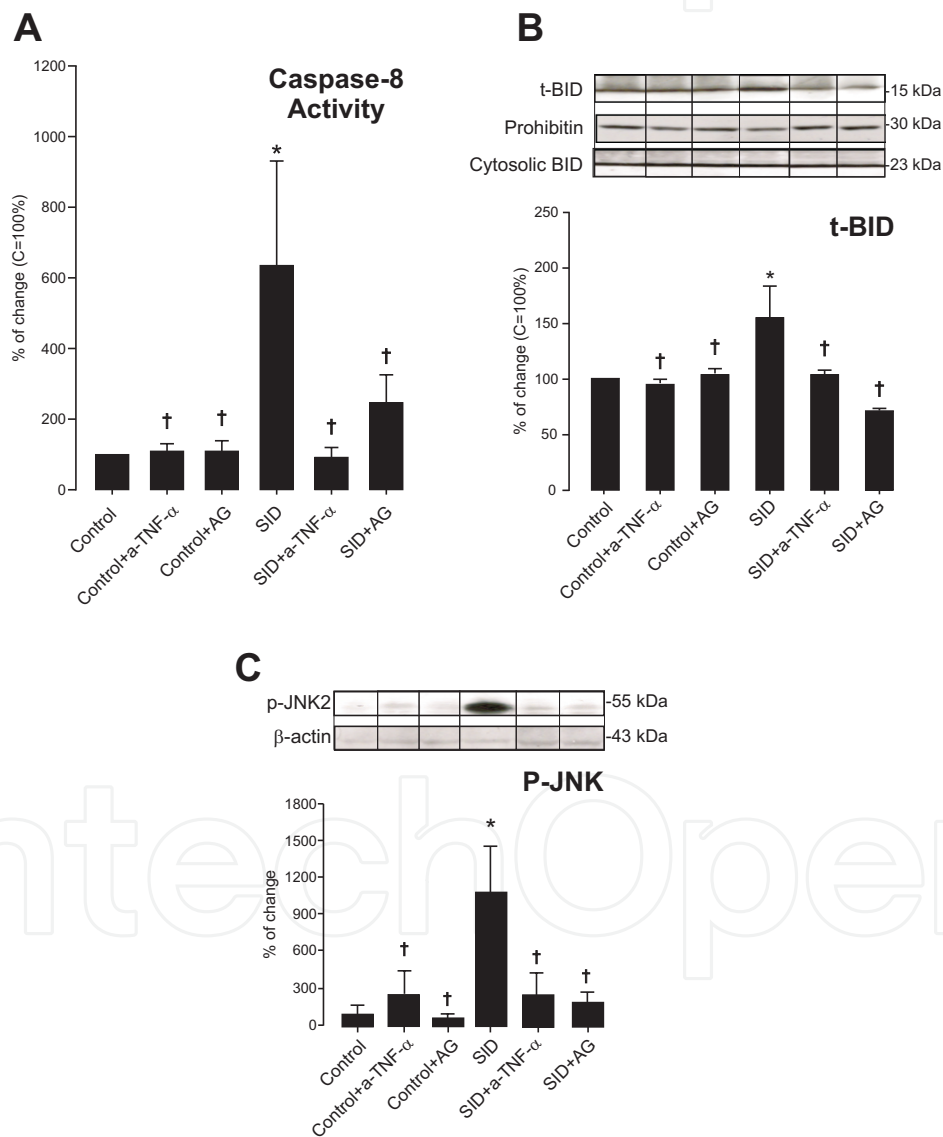 A
Caspase-8
Activity
% of change (C=100%)
1200
1000
800
600
400
200
0
*
†
†
†
†
Control
Control+a-TNF-α
Control+AG
SID
SID+a-TNF-α
SID+AG
B
t-BID
-15 kDa
Prohibitin
-30 kDa
Cytosolic BID
-23 kDa
t-BID
% of change (C=100%)
250
200
150
100
50
0
*
†
†
†
†
Control
Control+a-TNF-α
Control+AG
SID
SID+a-TNF-α
SID+AG
C
p-JNK2
-55 kDa
β-actin
-43 kDa
P-JNK
% of change
1800
1500
1200
900
600
300
0
*
†
†
†
†
Control
Control+a-TNF-α
Control+AG
SID
SID+a-TNF-α
SID+AG
ntechOpe